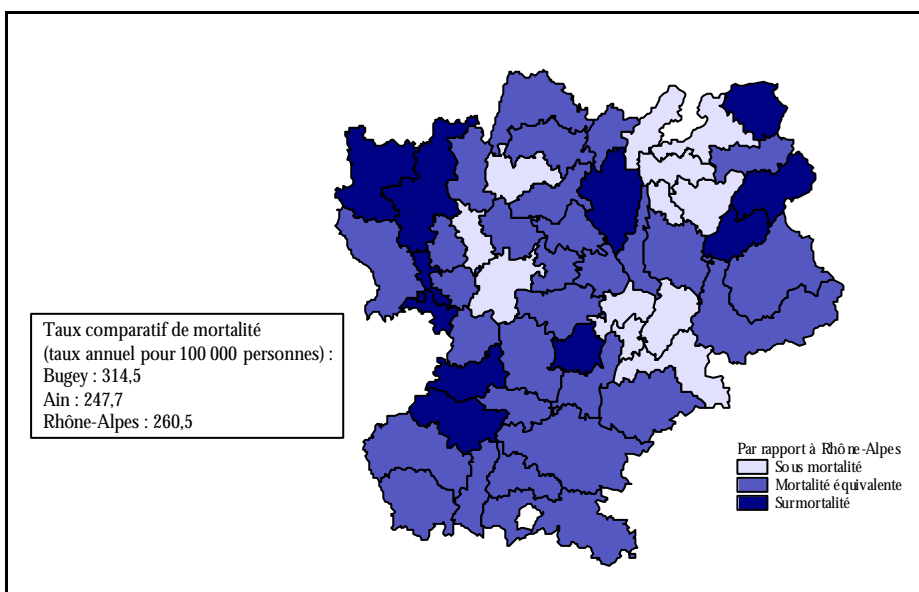 Taux comparatif de mortalité
(taux annuel pour 100 000 personnes) :
Bugey : 314,5
Ain : 247,7
Rhône-Alpes : 260,5
Par rapport à Rhône-Alpes
Sous mortalité
Mortalité équivalente
Surmortalité